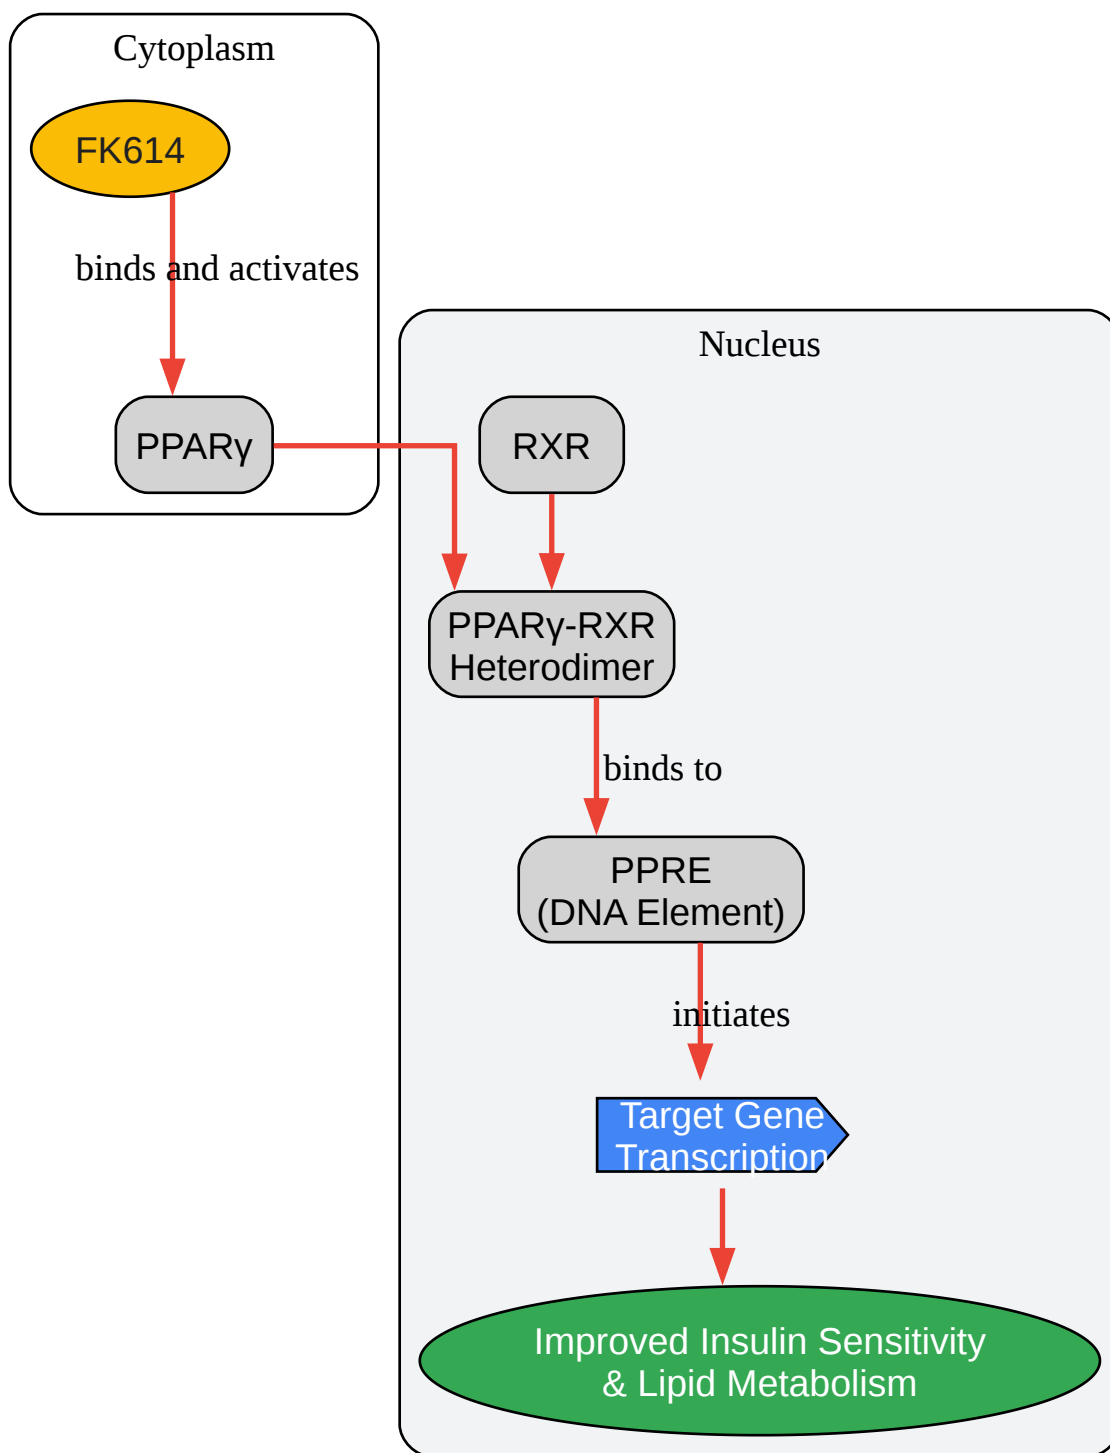 Cytoplasm
FK614
binds and activates
Nucleus
PPARγ
RXR
PPARγ-RXR
Heterodimer
binds to
PPRE
(DNA Element)
initiates
Target Gene
Transcription
Improved Insulin Sensitivity
& Lipid Metabolism